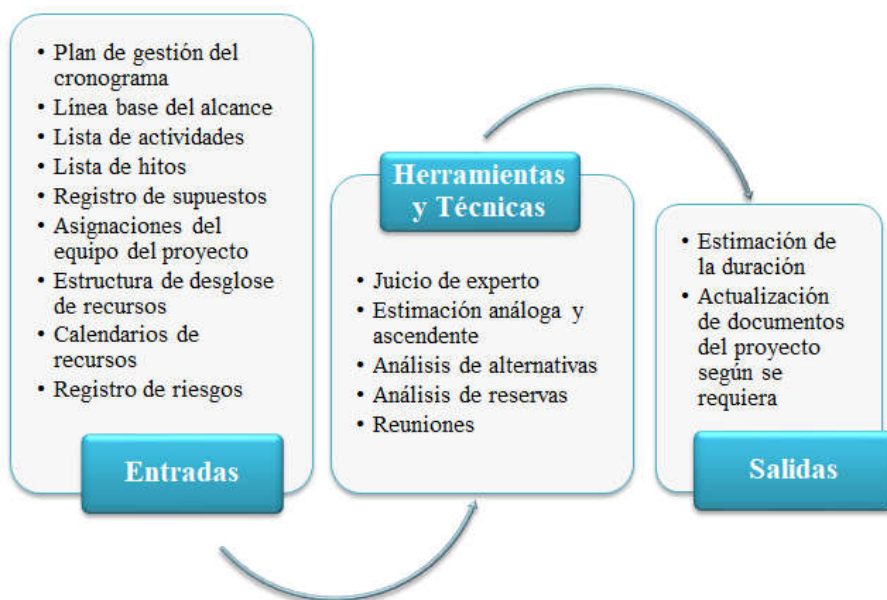 • Plan de gestión del
cronograma
• Línea base del alcance
• Lista de actividades
• Lista de hitos
• Registro de supuestos
• Asignaciones del
equipo del proyecto
• Estructura de desglose
de recursos
• Calendarios de
recursos
• Registro de riesgos
Entradas
Herramientas
y Técnicas
• Juicio de experto
• Estimación análoga y
ascendente
• Análisis de alternativas
• Análisis de reservas
• Reuniones
• Estimación de
la duración
• Actualización
de documentos
del proyecto
según se
requiera
Salidas